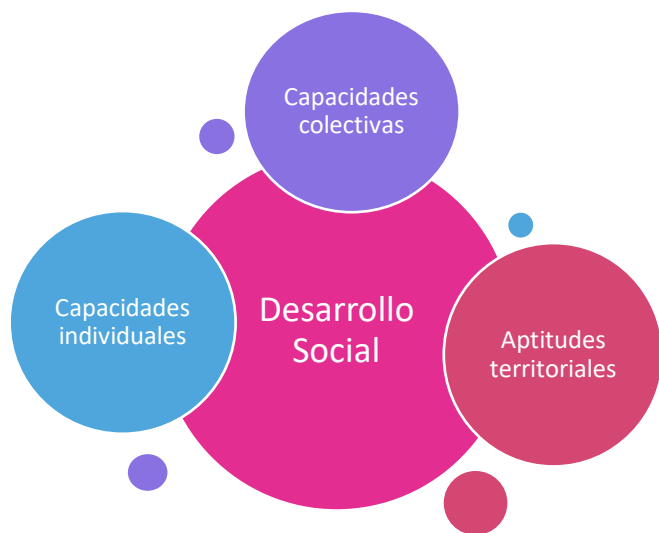 Capacidades
colectivas
Capacidades
individuales
Desarrollo
Social
Aptitudes
territoriales